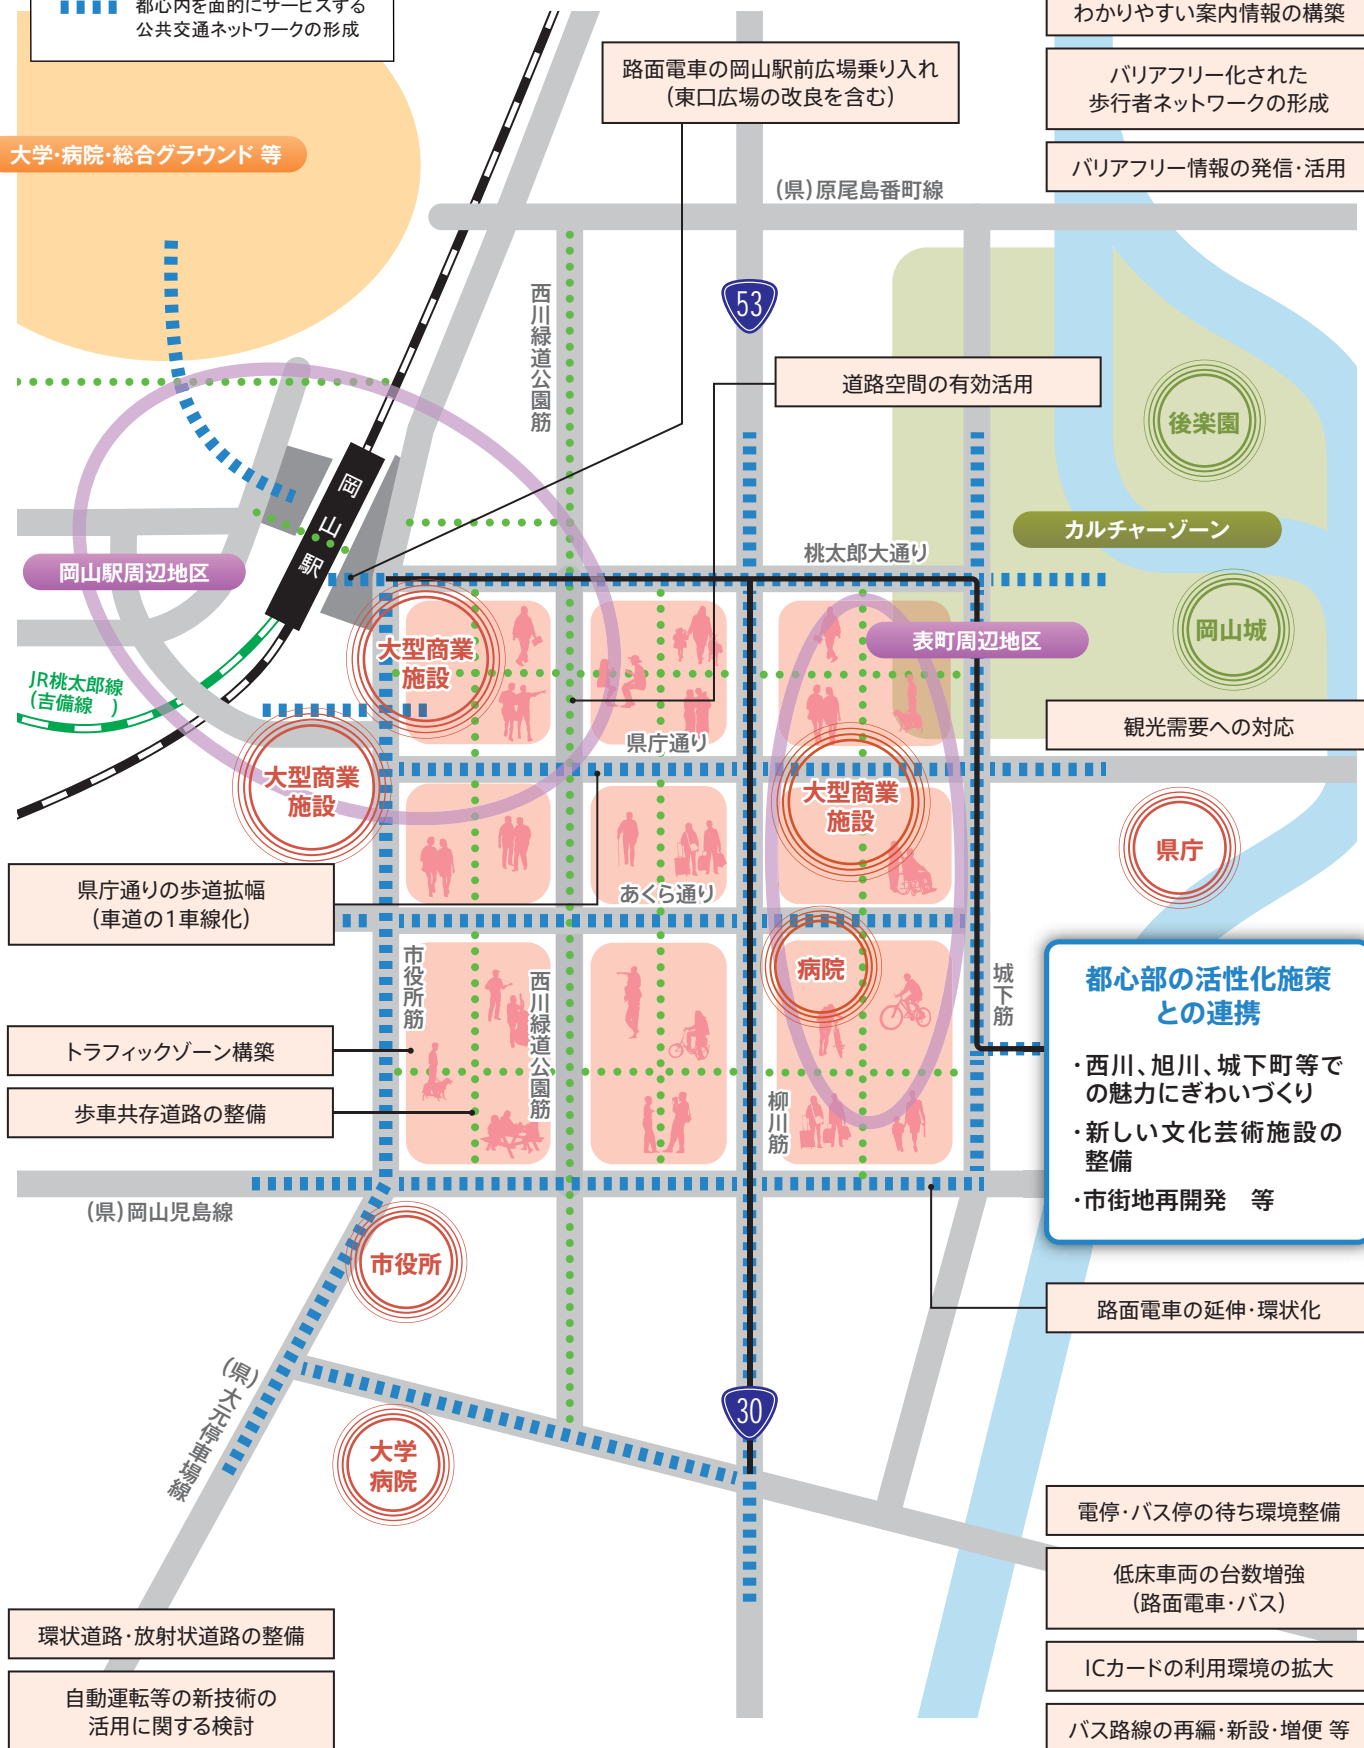 都心内を面的にサービスする
公共交通ネットワークの形成
わかりやすい案内情報の構築
路面電車の岡山駅前広場乗り入れ
(東口広場の改良を含む)
バリアフリー化された
歩行者ネットワークの形成
大学・病院・総合グラウンド 等
バリアフリー情報の発信・活用
(県)原尾島番町線
西川緑道公園筋
53
道路空間の有効活用
後楽園
岡山駅
カルチャーゾーン
桃太郎大通り
岡山駅周辺地区
大型商業
施設
表町周辺地区
岡山城
JR桃太郎線
(吉備線　)
観光需要への対応
県庁通り
大型商業
施設
大型商業
施設
県庁
県庁通りの歩道拡幅
(車道の1車線化)
あくら通り
市役所筋
西川緑道公園筋
病院
城下筋
都心部の活性化施策
との連携
・西川、旭川、城下町等で
の魅力にぎわいづくり
・新しい文化芸術施設の
整備
・市街地再開発　等
トラフィックゾーン構築
歩車共存道路の整備
柳川筋
(県)岡山児島線
市役所
路面電車の延伸・環状化
(県)大元停車場線
30
大学
病院
電停・バス停の待ち環境整備
低床車両の台数増強
(路面電車・バス)
環状道路・放射状道路の整備
ICカードの利用環境の拡大
自動運転等の新技術の
活用に関する検討
バス路線の再編・新設・増便 等